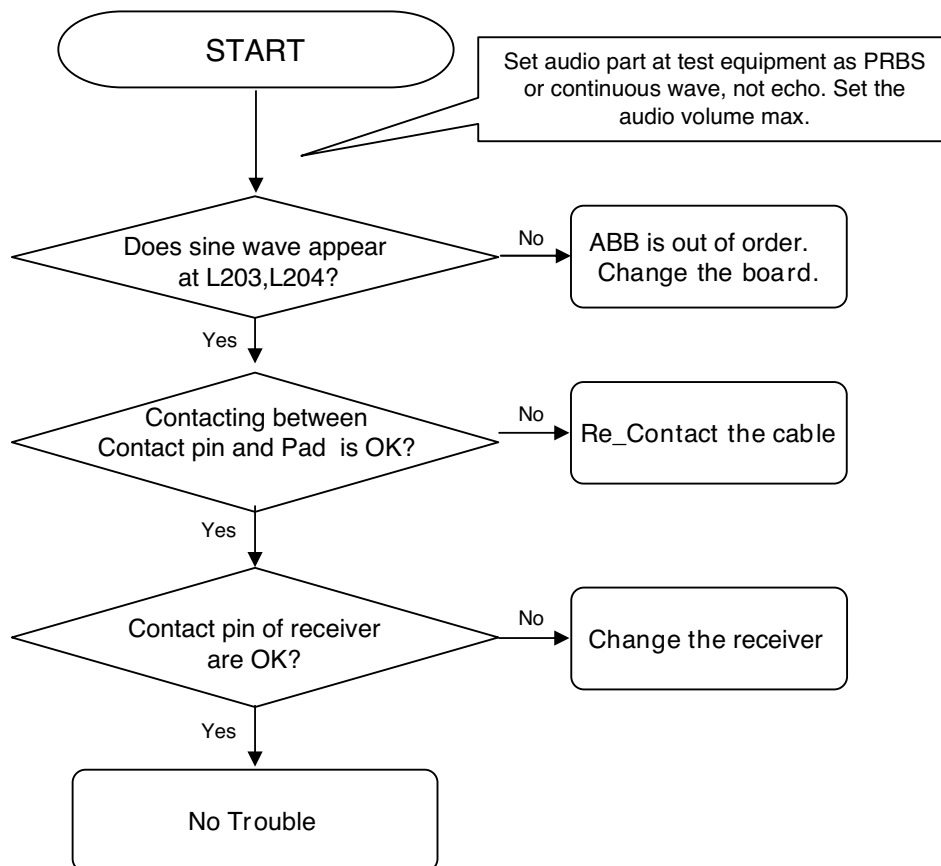 START
Set audio part at test equipment as PRBS
or continuous wave, not echo. Set the
audio volume max.
Does sine wave appear
at L203,L204?
No
ABB is out of order.
Change the board.
Yes
Contacting between
Contact pin and Pad is OK?
No
Re_Contact the cable
Yes
Contact pin of receiver
are OK?
No
Change the receiver
Yes
No Trouble